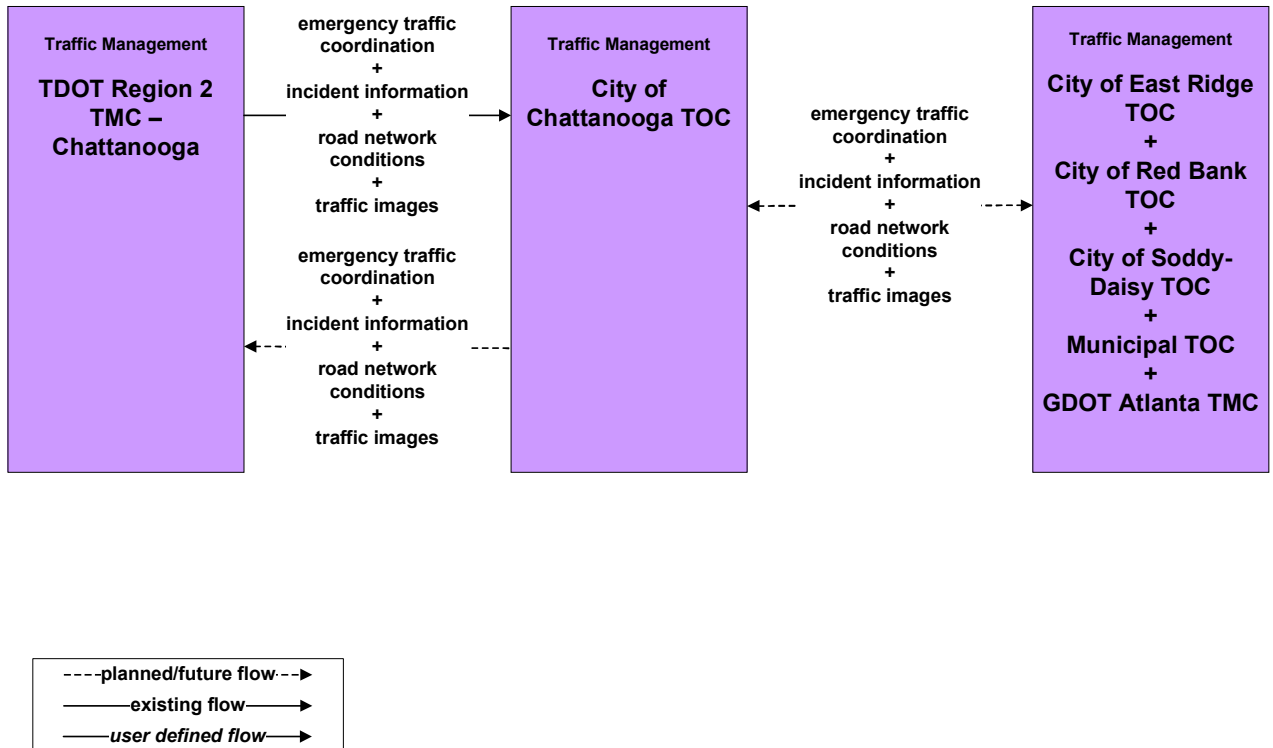 Traffic Management
TDOT Region 2
TMC –
Chattanooga
emergency traffic
coordination
+
incident information
+
road network
conditions
+
traffic images
emergency traffic
coordination
+
incident information
+
road network
conditions
+
traffic images
Traffic Management
City of
Chattanooga TOC
emergency traffic
coordination
+
incident information
+
road network
conditions
+
traffic images
Traffic Management
City of East Ridge
TOC
+
City of Red Bank
TOC
+
City of Soddy-
Daisy TOC
+
Municipal TOC
+
GDOT Atlanta TMC
planned/future flow
existing flow
user defined flow